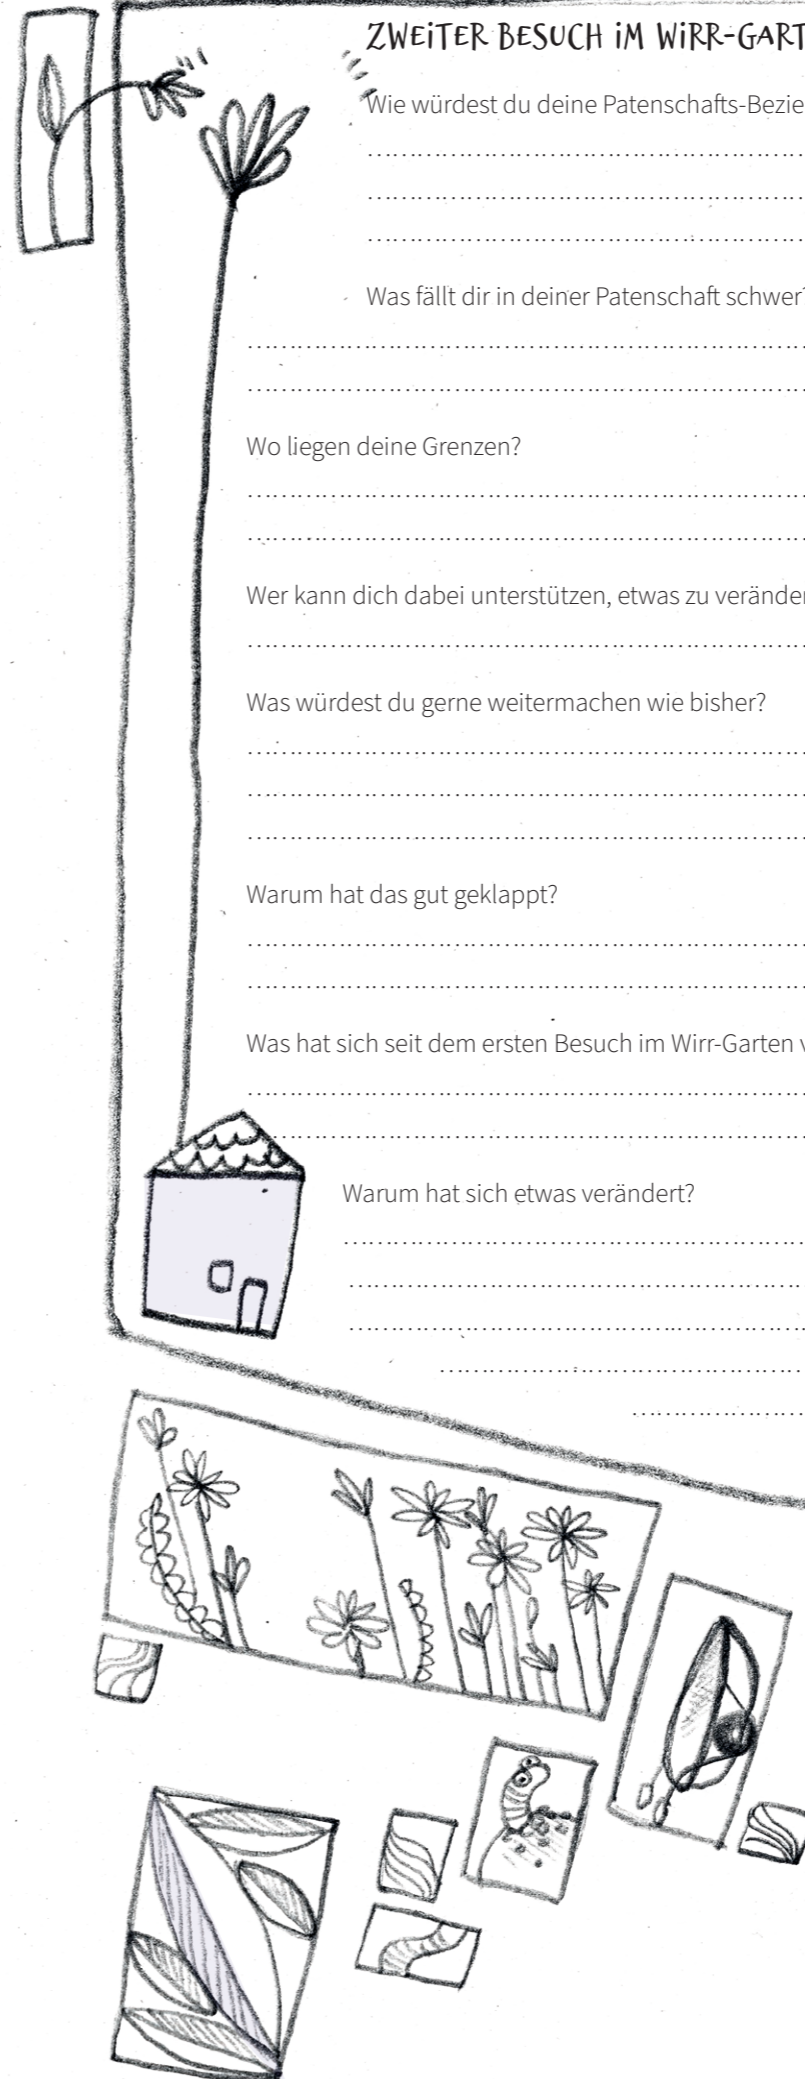 ZWEITER BESUCH IM WIRR-GART
Wie würdest du deine Patenschafts-Bezie
Was fällt dir in deiner Patenschaft schwer?
Wo liegen deine Grenzen?
Wer kann dich dabei unterstützen, etwas zu veränder
Was würdest du gerne weitermachen wie bisher?
Warum hat das gut geklappt?
Was hat sich seit dem ersten Besuch im Wirr-Garten v
Warum hat sich etwas verändert?